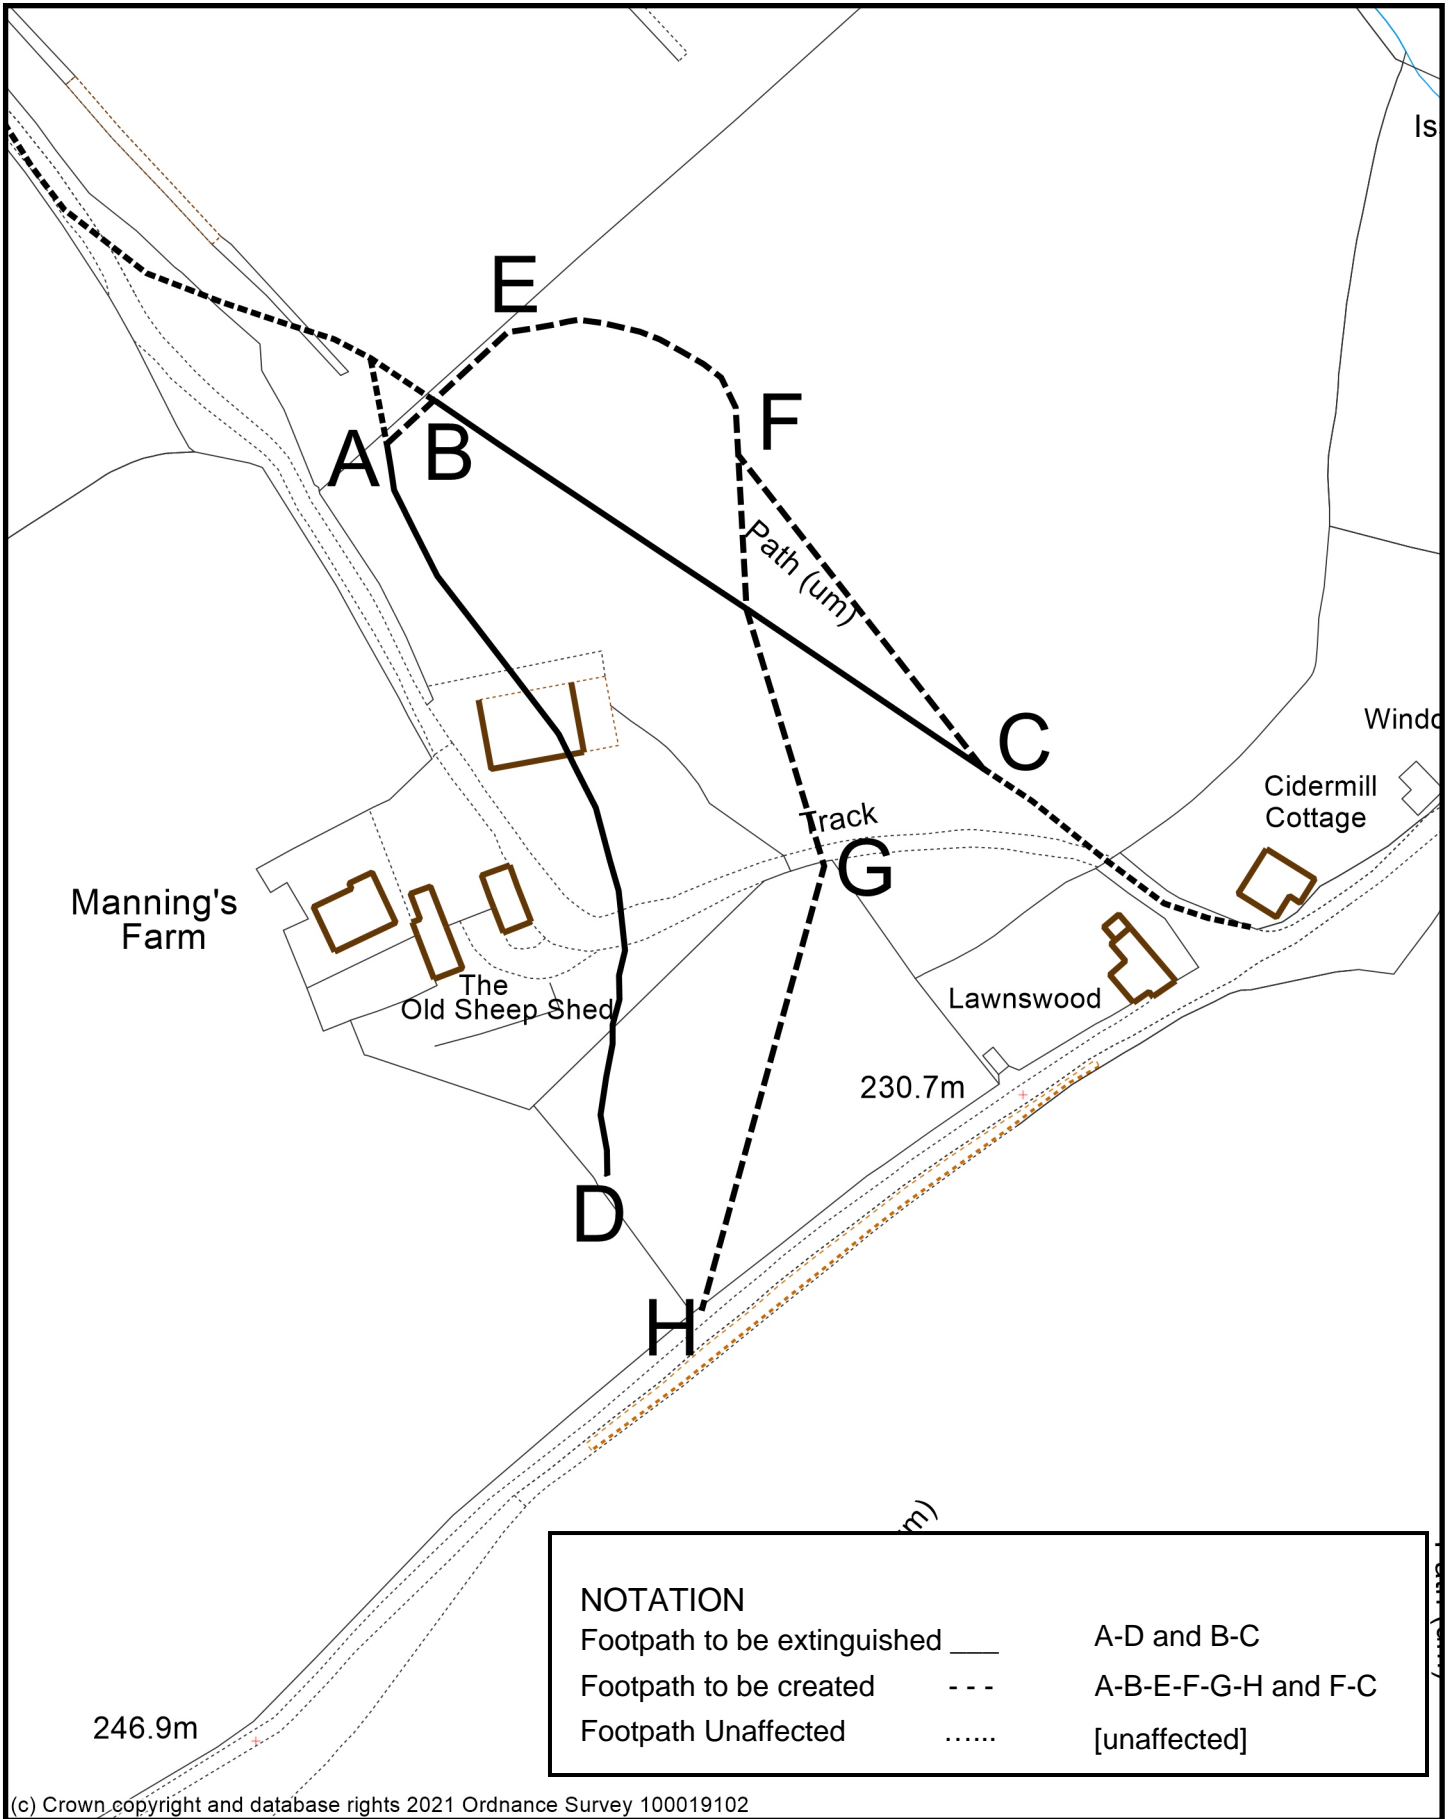 Is
E
F
A
B
Path (um)
C
Windo
Cidermill
Cottage
Track
G
Manning's
Farm
The
Old Sheep Shed
Lawnswood
230.7m
D
H
m)
NOTATION
Footpath to be extinguished ___ A-D and B-C
Footpath to be created - - - A-B-E-F-G-H and F-C
Footpath Unaffected …... [unaffected]
246.9m
(c) Crown copyright and database rights 2021 Ordnance Survey 100019102